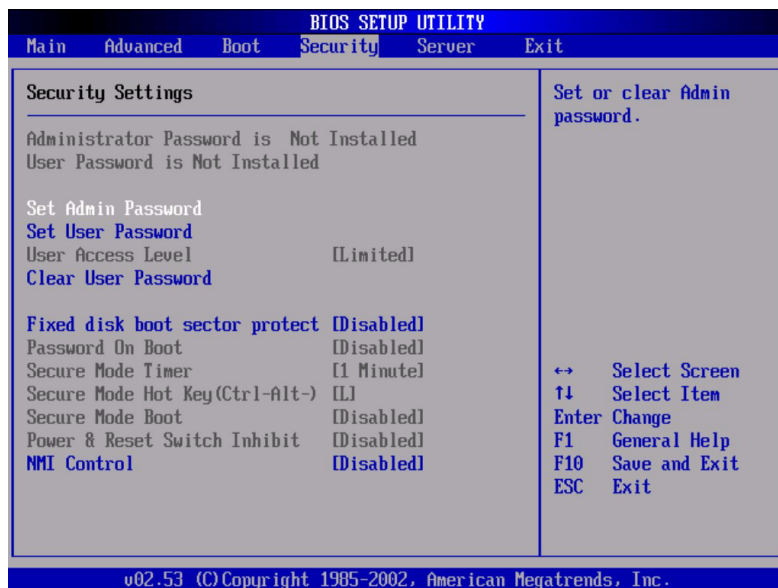 BIOS SETUP UTILITY
Main Advanced Boot Security Server Exit
Security Settings
Administrator Password is Not Installed
User Password is Not Installed
Set Admin Password
Set User Password
User Access Level [Limited]
Clear User Password
Fixed disk boot sector protect [Disabled]
Password On Boot [Disabled]
Secure Mode Timer [1 Minute]
Secure Mode Hot Key(Ctrl-Alt-) [L]
Secure Mode Boot [Disabled]
Power & Reset Switch Inhibit [Disabled]
NMI Control [Disabled]
Set or clear Admin
password.
↔ Select Screen
↑↓ Select Item
Enter Change
F1 General Help
F10 Save and Exit
ESC Exit
v02.53 (C)Copyright 1985-2002, American Megatrends, Inc.